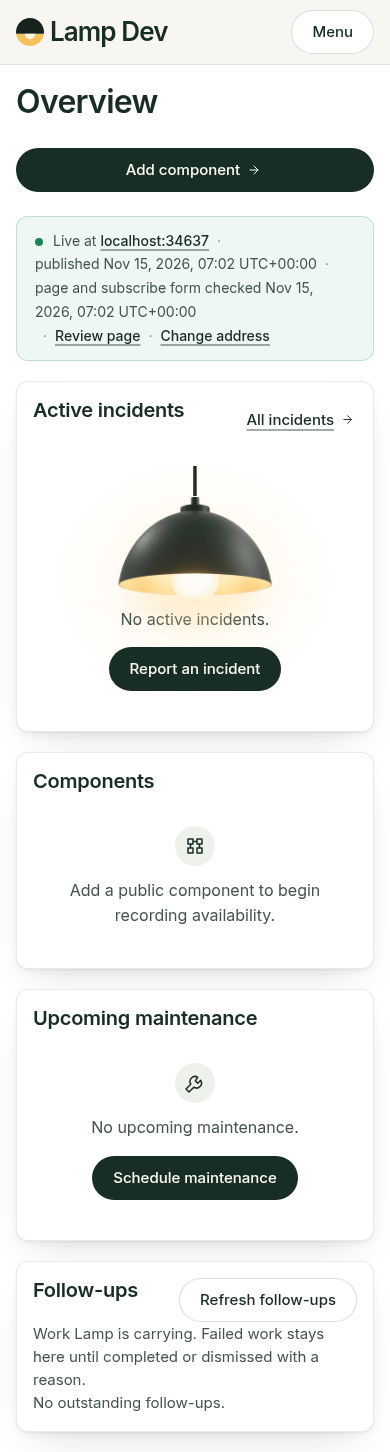 Lamp Dev
Menu
Overview
Add component →
Live at localhost:34637 ·
published Nov 15, 2026, 07:02 UTC+00:00 ·
page and subscribe form checked Nov 15,
2026, 07:02 UTC+00:00
· Review page · Change address
Active incidents
All incidents →
No active incidents.
Report an incident
Components
Add a public component to begin
recording availability.
Upcoming maintenance
No upcoming maintenance.
Schedule maintenance
Follow-ups
Refresh follow-ups
Work Lamp is carrying. Failed work stays
here until completed or dismissed with a
reason.
No outstanding follow-ups.